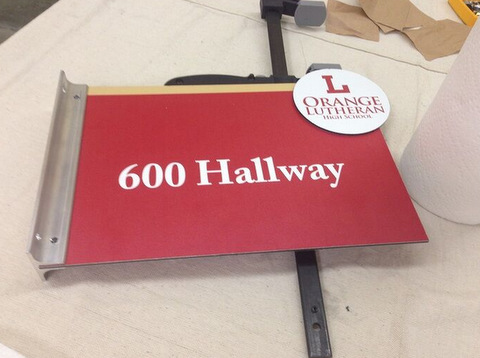 L
ORANGE
LUTHERAN
HIGH SCHOOL
600 Hallway